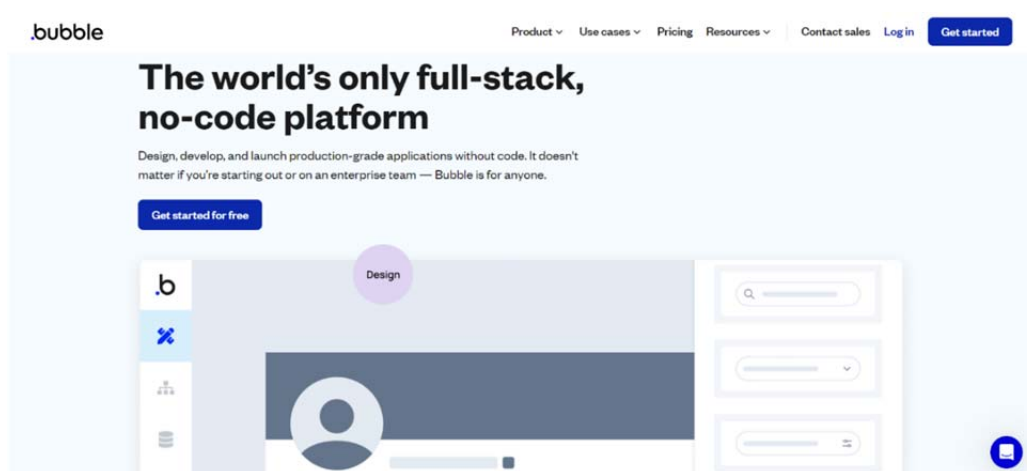 .bubble
Product
Use cases
Pricing
Resources
Contact sales
Log in
Get started
The world's only full-stack,
no-code platform
Design, develop, and launch production-grade applications without code. It doesn't
matter if you're starting out or on an enterprise team — Bubble is for anyone.
Get started for free
.b
Design